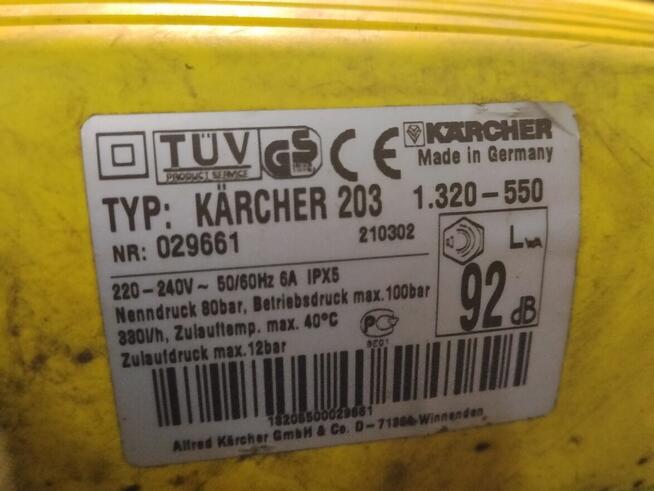 TÜV
PRODUCT SERVICE
GS
CE
KÄRCHER
Made in Germany
TYP: KÄRCHER 203 1.320-550
NR: 029661 210302
220-240V~ 50/60Hz 6A IPX5
Nenndruck 80bar, Betriebsdruck max.100bar
330l/h, Zulauftemp. max. 40°C
Zulaufdruck max.12bar
LWA
92 dB
13205500029661
Alfred Kärcher GmbH & Co. D-71364 Winnenden